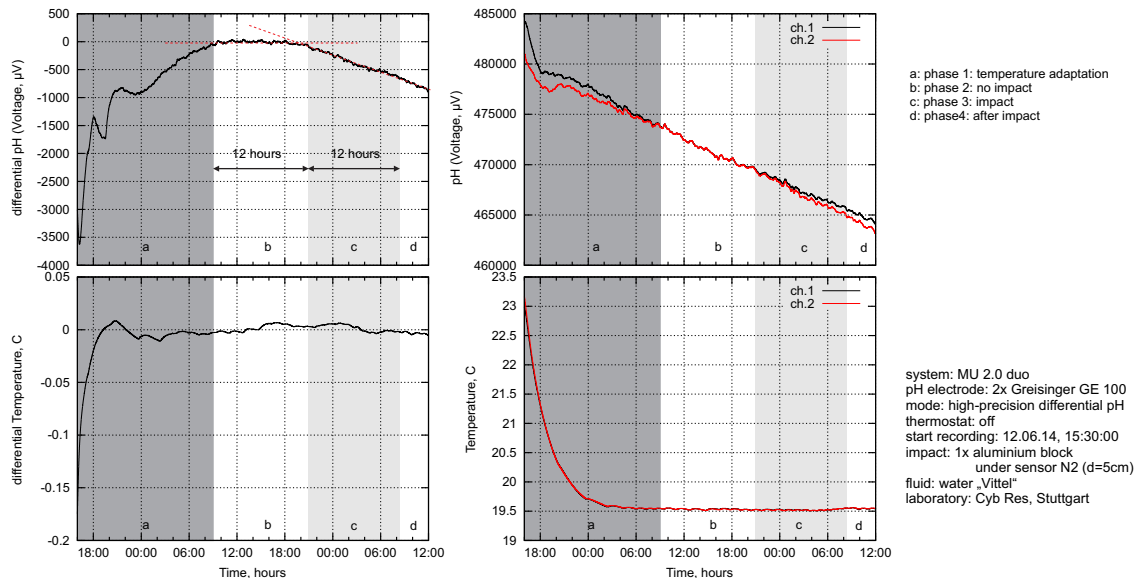 differential pH (Voltage, µV)
500
0
-500
-1000
-1500
-2000
-2500
-3000
-3500
-4000
12 hours
12 hours
a
b
c
d
pH (Voltage, µV)
485000
480000
475000
470000
465000
460000
ch.1
ch.2
a
b
c
d
a: phase 1: temperature adaptation
b: phase 2: no impact
c: phase 3: impact
d: phase4: after impact
differential Temperature, C
0.05
0
-0.05
-0.1
-0.15
-0.2
a
b
c
d
18:00 00:00 06:00 12:00 18:00 00:00 06:00 12:00
Time, hours
Temperature, C
23.5
23
22.5
22
21.5
21
20.5
20
19.5
19
ch.1
ch.2
a
b
c
d
18:00 00:00 06:00 12:00 18:00 00:00 06:00 12:00
Time, hours
system: MU 2.0 duo
pH electrode: 2x Greisinger GE 100
mode: high-precision differential pH
thermostat: off
start recording: 12.06.14, 15:30:00
impact: 1x aluminium block
under sensor N2 (d=5cm)
fluid: water „Vittel“
laboratory: Cyb Res, Stuttgart